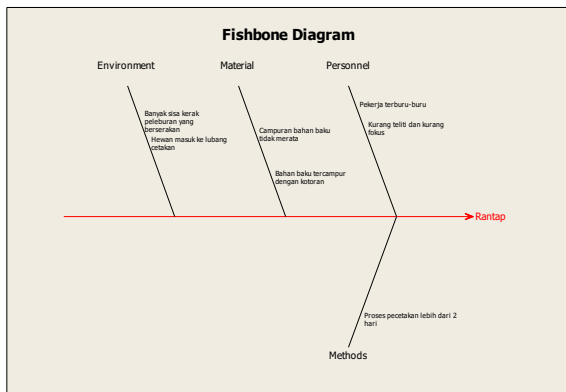 Fishbone Diagram
Environment
Material
Personnel
Banyak sisa kerak
peleburan yang
berserakan
Hewan masuk ke lubang
cetakan
Campuran bahan baku
tidak merata
Bahan baku tercampur
dengan kotoran
Pekerja terburu-buru
Kurang teliti dan kurang
fokus
Rantap
Proses pecetakan lebih dari 2
hari
Methods